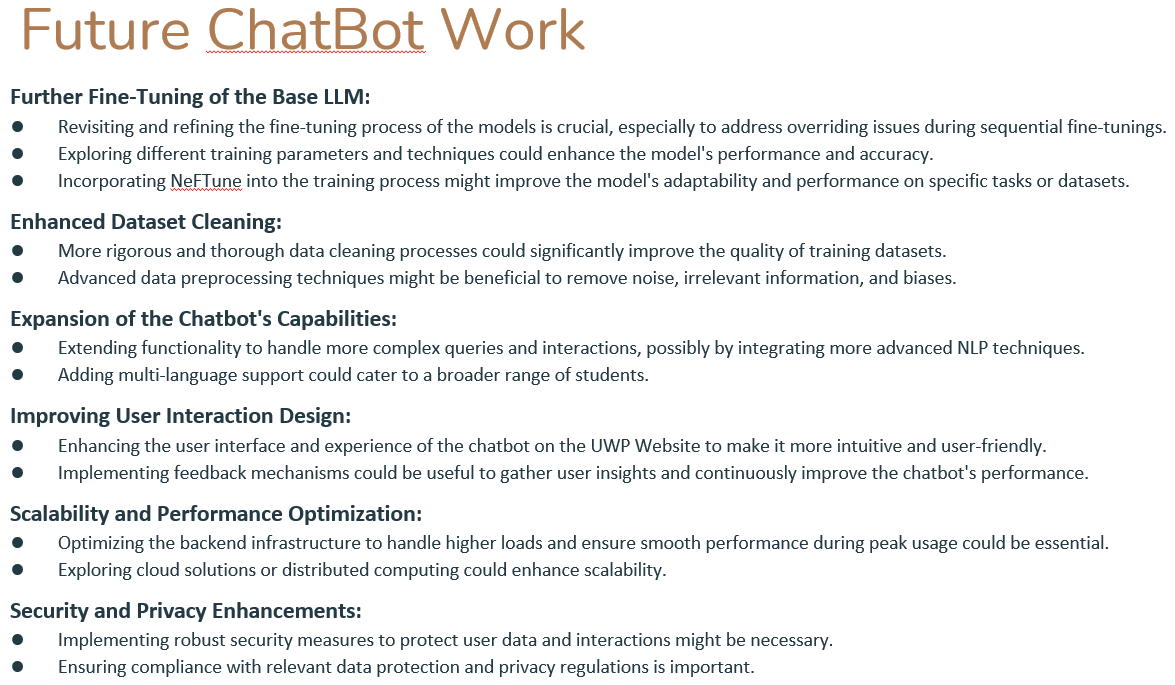 Future ChatBot Work
Further Fine-Tuning of the Base LLM:
● Revisiting and refining the fine-tuning process of the models is crucial, especially to address overriding issues during sequential fine-tunings.
● Exploring different training parameters and techniques could enhance the model's performance and accuracy.
● Incorporating NeFTune into the training process might improve the model's adaptability and performance on specific tasks or datasets.
Enhanced Dataset Cleaning:
● More rigorous and thorough data cleaning processes could significantly improve the quality of training datasets.
● Advanced data preprocessing techniques might be beneficial to remove noise, irrelevant information, and biases.
Expansion of the Chatbot's Capabilities:
● Extending functionality to handle more complex queries and interactions, possibly by integrating more advanced NLP techniques.
● Adding multi-language support could cater to a broader range of students.
Improving User Interaction Design:
● Enhancing the user interface and experience of the chatbot on the UWP Website to make it more intuitive and user-friendly.
● Implementing feedback mechanisms could be useful to gather user insights and continuously improve the chatbot's performance.
Scalability and Performance Optimization:
● Optimizing the backend infrastructure to handle higher loads and ensure smooth performance during peak usage could be essential.
● Exploring cloud solutions or distributed computing could enhance scalability.
Security and Privacy Enhancements:
● Implementing robust security measures to protect user data and interactions might be necessary.
● Ensuring compliance with relevant data protection and privacy regulations is important.